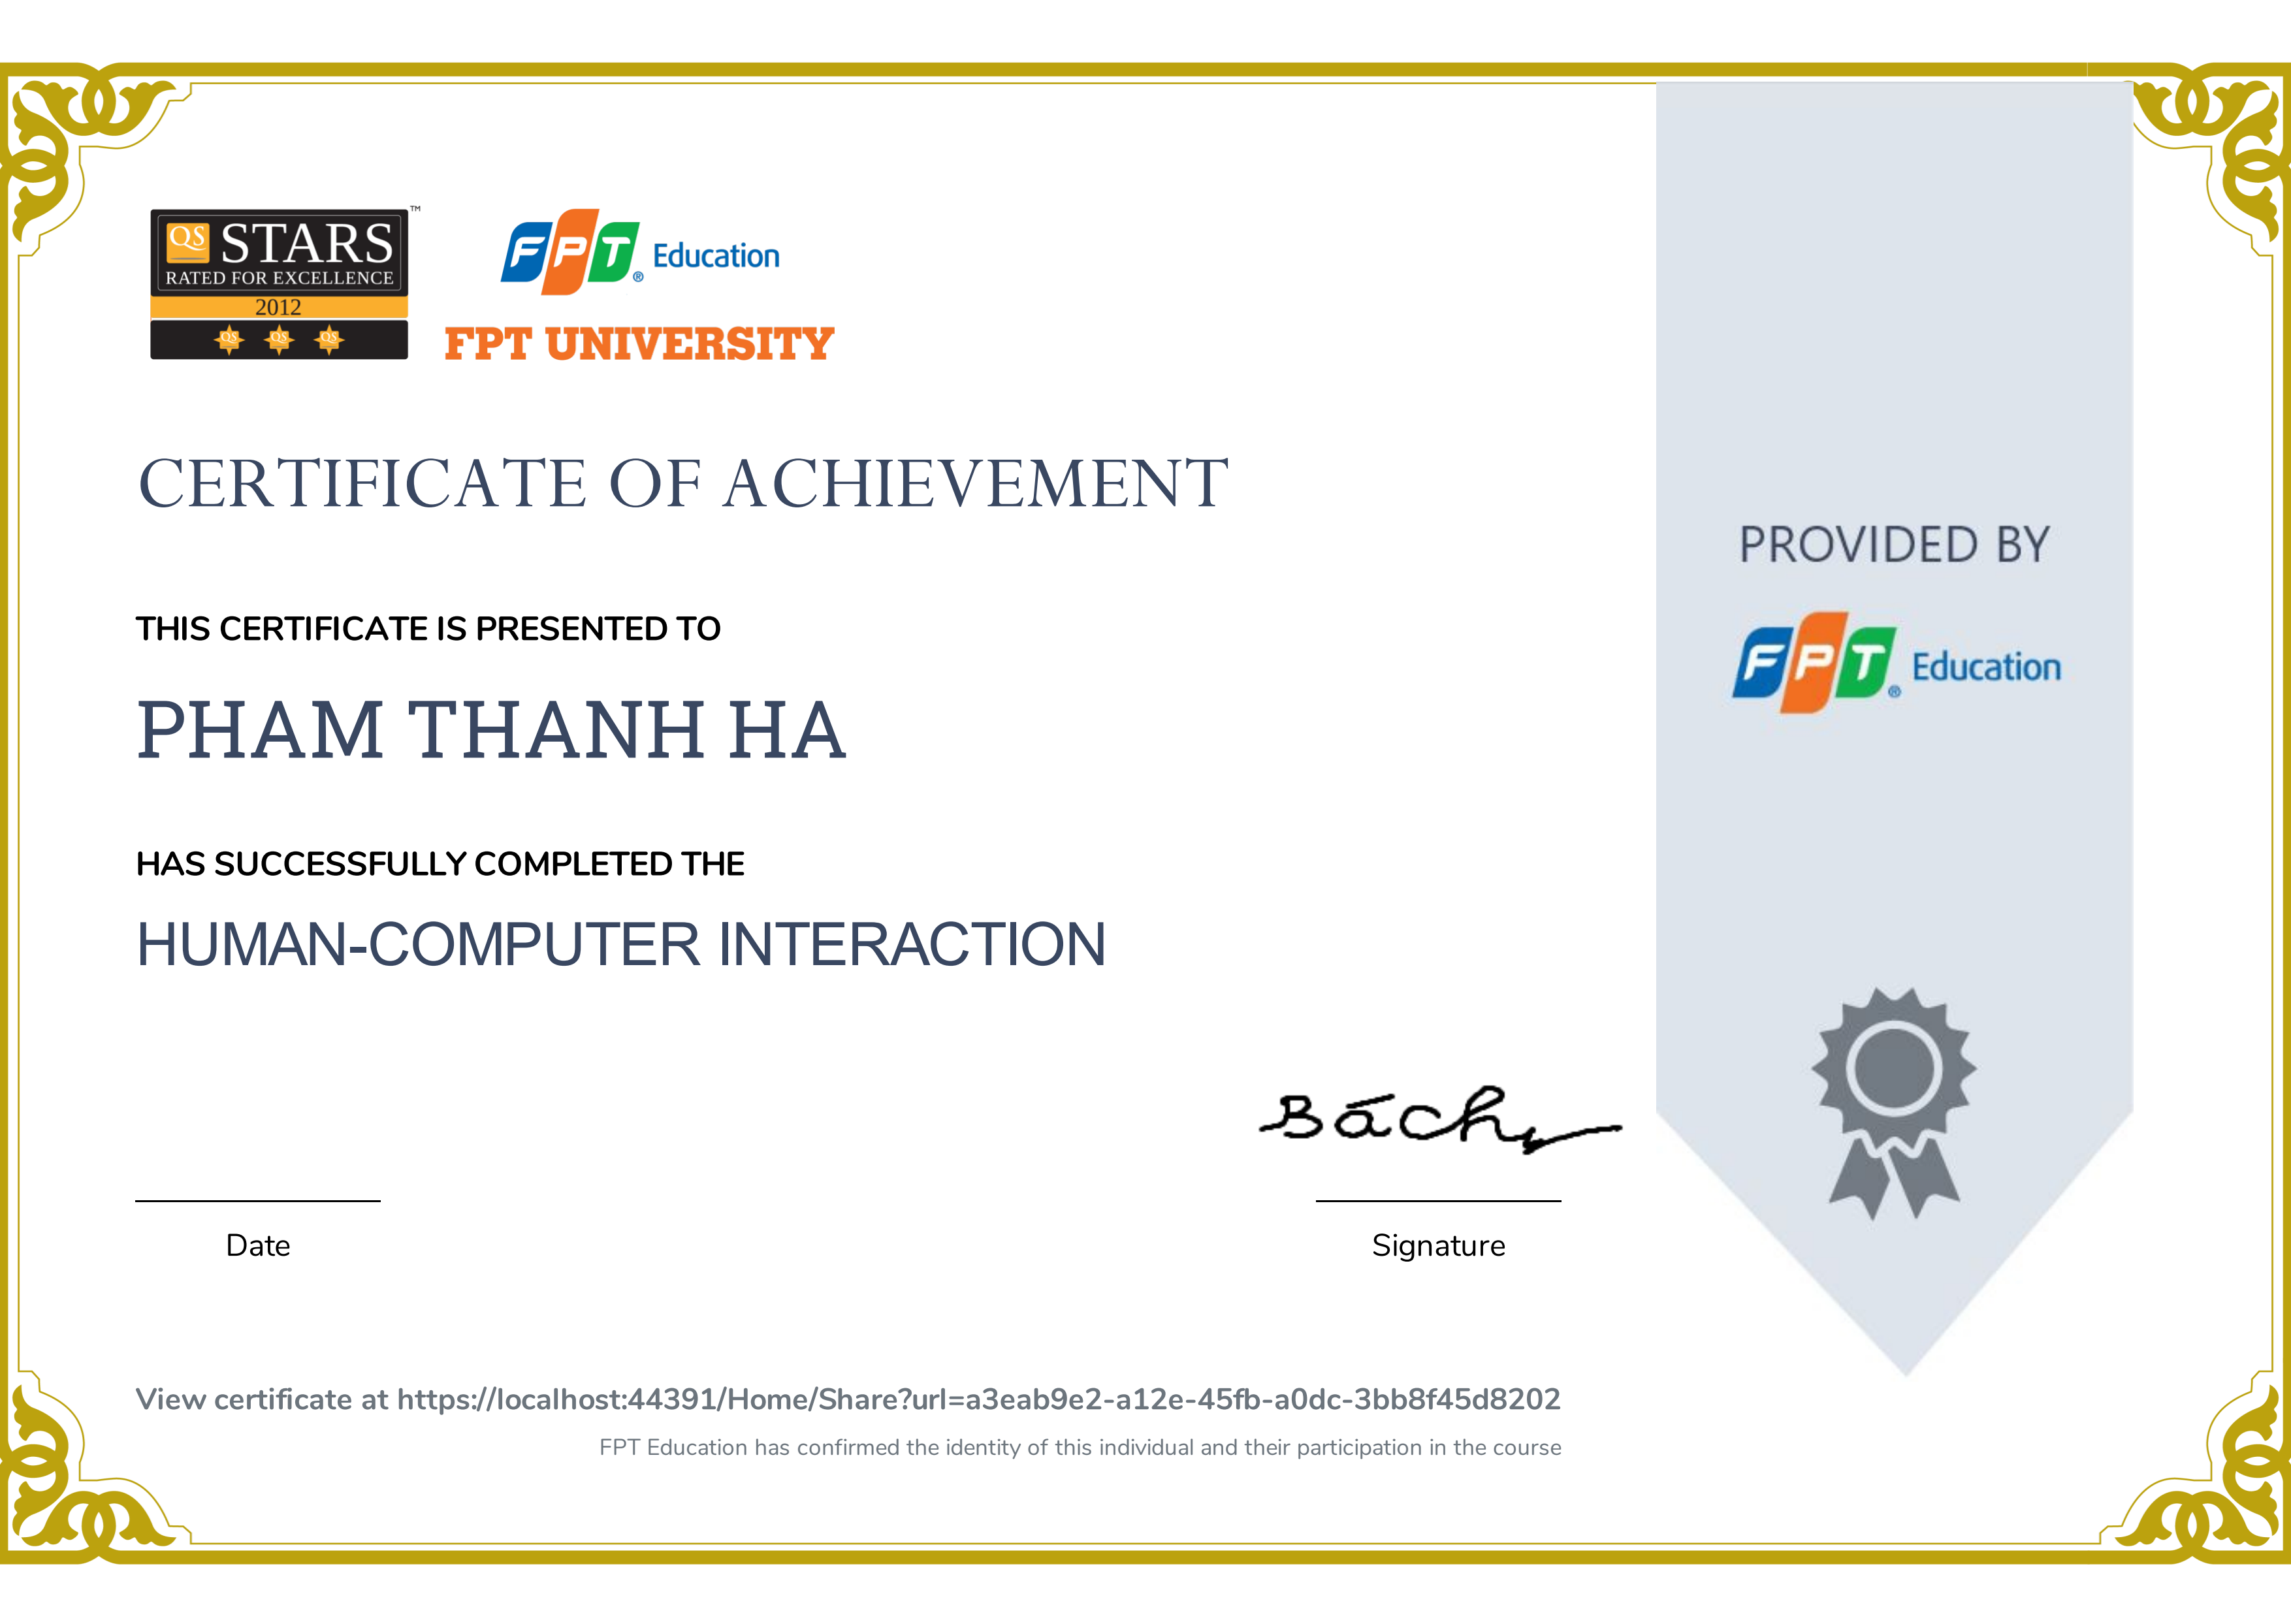 QS STARS™
RATED FOR EXCELLENCE
2012
QS QS QS
FPT® Education
FPT UNIVERSITY
CERTIFICATE OF ACHIEVEMENT
THIS CERTIFICATE IS PRESENTED TO
PHAM THANH HA
HAS SUCCESSFULLY COMPLETED THE
HUMAN-COMPUTER INTERACTION
Bách
Date
Signature
View certificate at https://localhost:44391/Home/Share?url=a3eab9e2-a12e-45fb-a0dc-3bb8f45d8202
FPT Education has confirmed the identity of this individual and their participation in the course
PROVIDED BY
FPT® Education